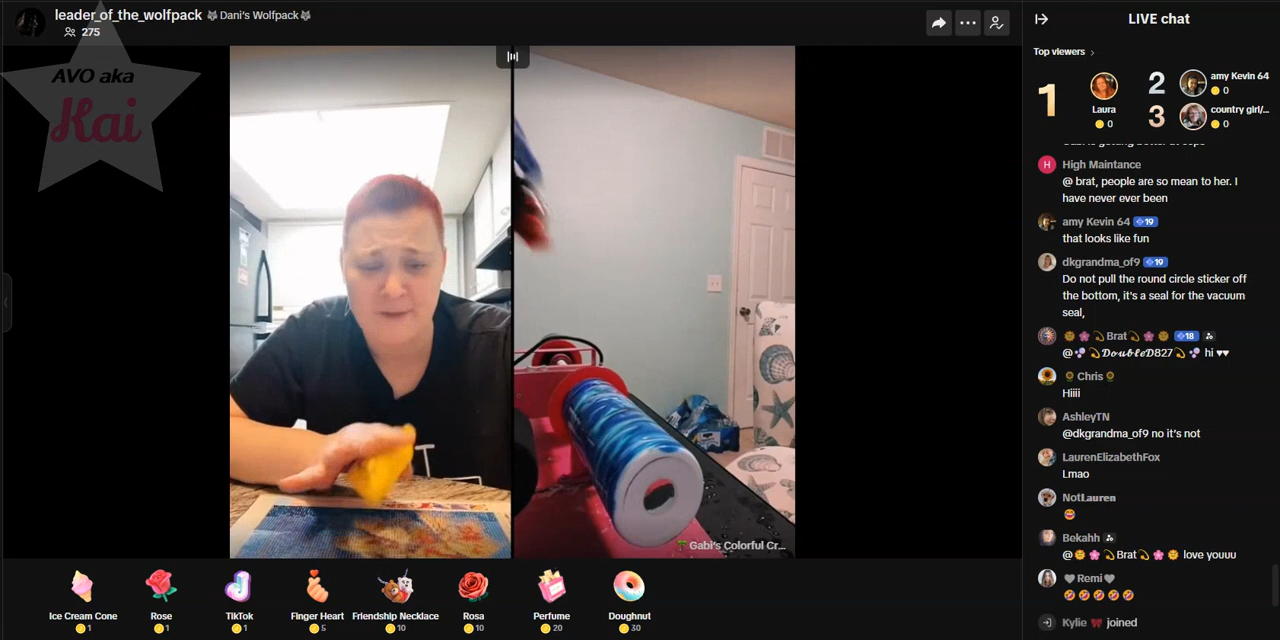 leader_of_the_wolfpack 🐺Dani's Wolfpack🐺
275
AVO aka
Kai
Gabi's Colorful Cr...
Ice Cream Cone
1
Rose
1
TikTok
1
Finger Heart
5
Friendship Necklace
10
Rosa
10
Perfume
20
Doughnut
30
LIVE chat
Top viewers
1
Laura
0
2
amy Kevin 64
0
3
country girl/...
0
High Maintance
@ brat, people are so mean to her. I
have never ever been
amy Kevin 64 19
that looks like fun
dkgrandma_of9 19
Do not pull the round circle sticker off
the bottom, it's a seal for the vacuum
seal,
🌼🌸💫Brat💫🌸🌼 18
@🫧💫𝓓𝓸𝓾𝓫𝓵𝓮𝓓827💫🫧 hi ♥♥
🌻Chris🌻
Hiiii
AshleyTN
@dkgrandma_of9 no it's not
LaurenElizabethFox
Lmao
NotLauren
😂
Bekahh
@🌼🌸💫Brat💫🌸🌼 love youuu
🩶Remi🩶
🤣🤣🤣🤣🤣
Kylie 🎀 joined